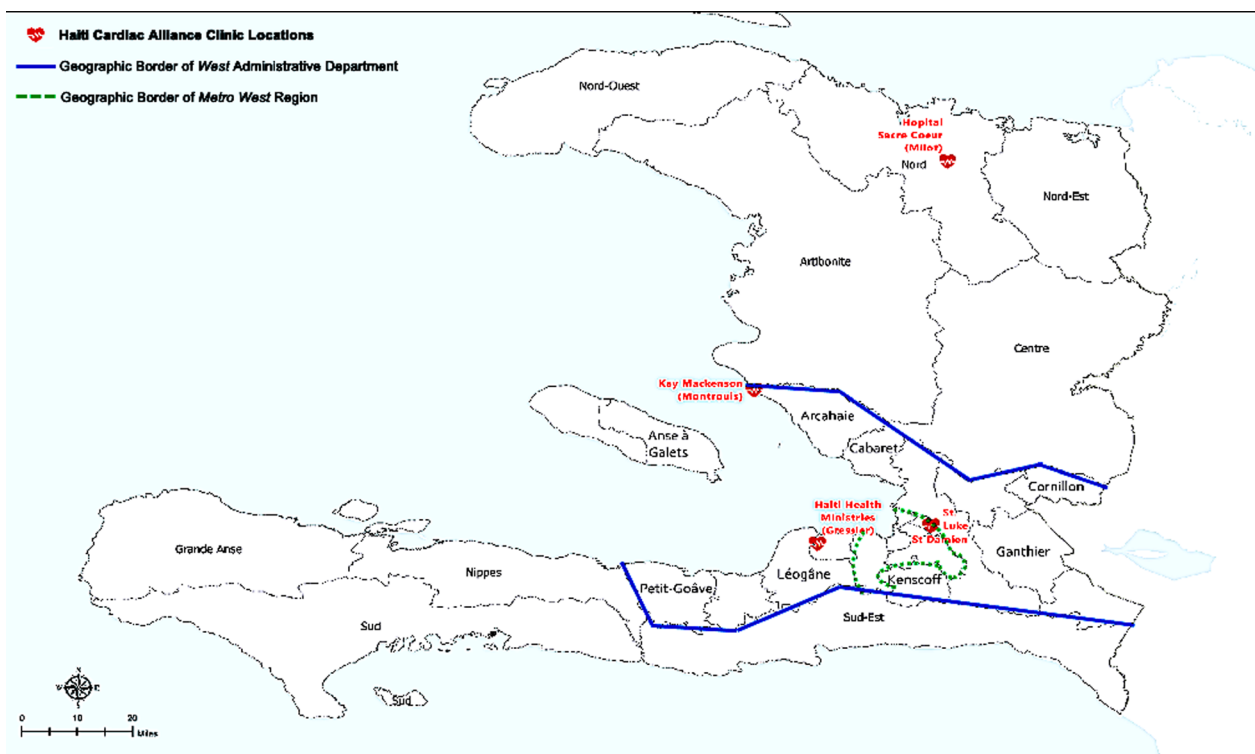 Haiti Cardiac Alliance Clinic Locations
Geographic Border of West Administrative Department
Geographic Border of Metro West Region
Nord-Ouest
Hopital
Sacre Coeur
(Milot)
Nord
Nord-Est
Artibonite
Centre
Kay Mackenson
(Montrouis)
Arçahaie
Anse à
Galets
Cabaret
Cornillon
Haiti Health
Ministries
(Gressier)
St
Luke
St Damien
Grande Anse
Nippes
Petit-Goâve
Léogâne
Kenscoff
Ganthier
Sud
Sud-Est
Sud
N
W
E
S
0 10 20
Miles